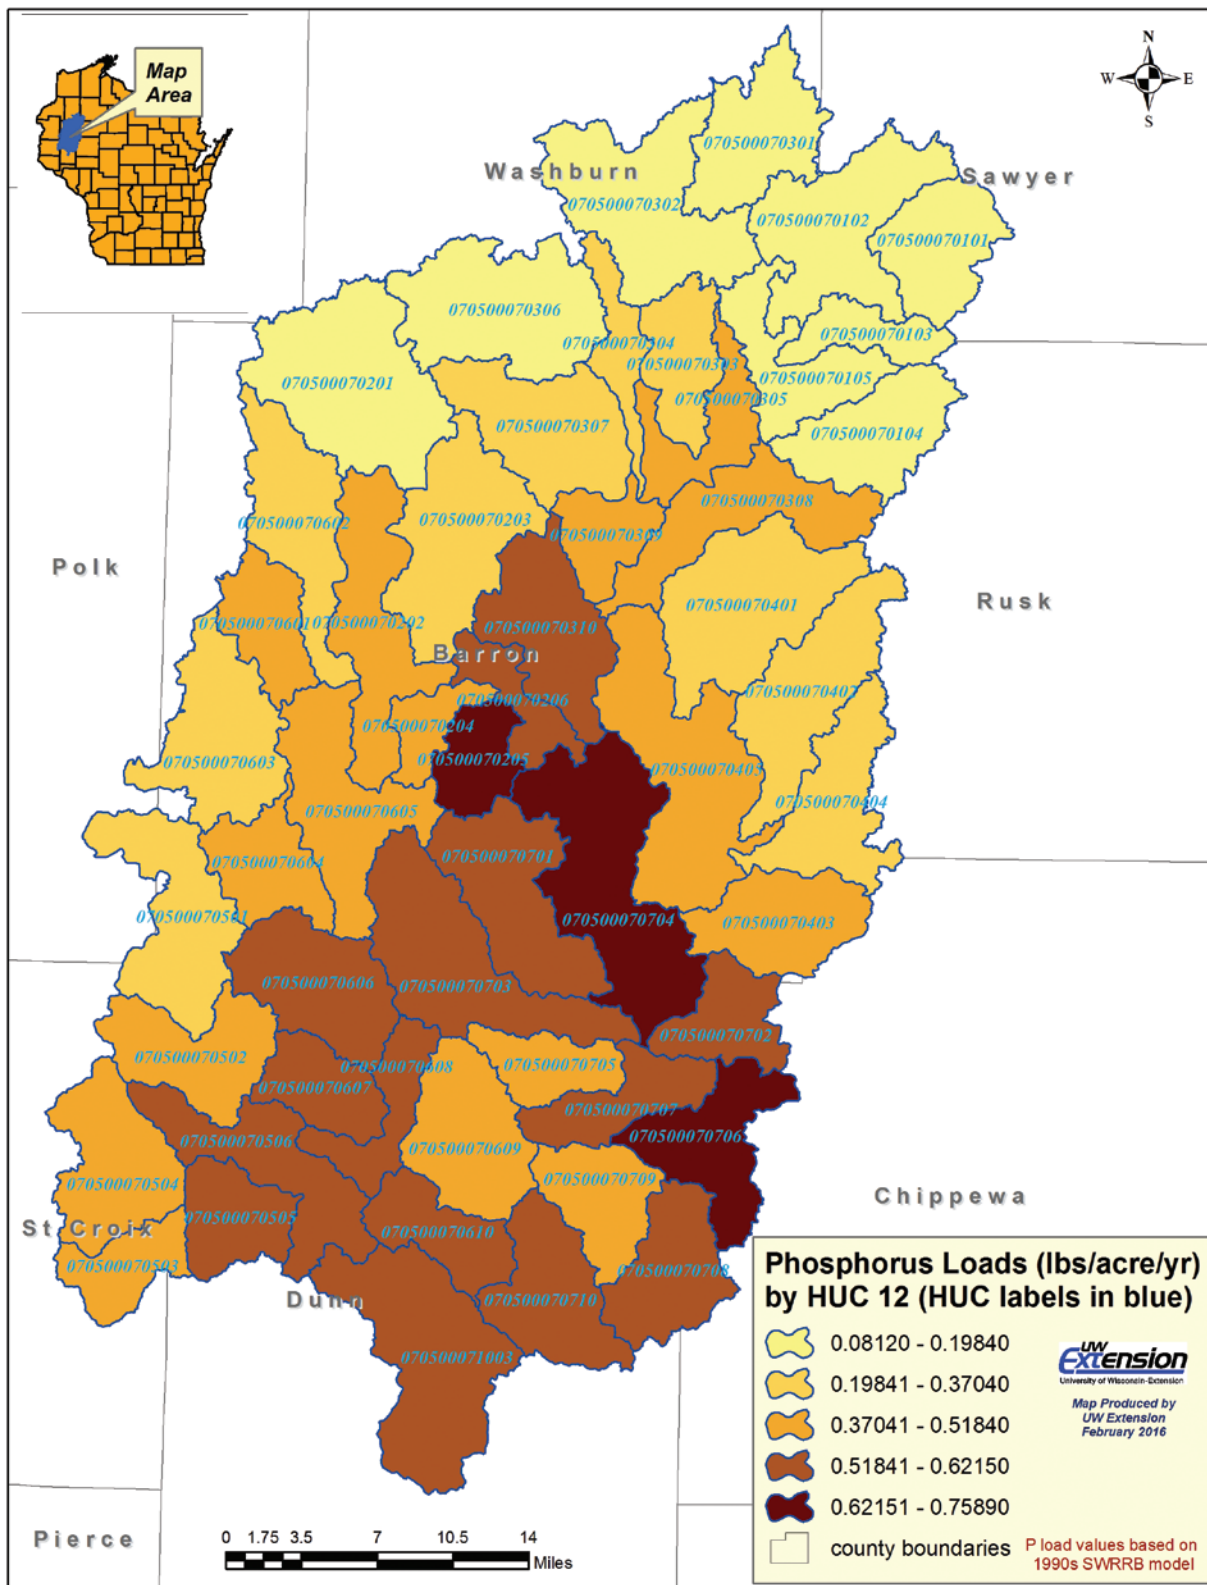 Map
Area
N
W
E
S
Washburn
Sawyer
070500070301
070500070302
070500070102
070500070101
070500070306
070500070304
070500070103
070500070303
070500070105
070500070201
070500070305
070500070307
070500070104
070500070308
070500070602
070500070203
070500070309
Polk
Rusk
070500070401
070500070601
070500070202
070500070310
Barron
070500070402
070500070206
070500070204
070500070205
070500070603
070500070405
070500070404
070500070605
070500070604
070500070701
070500070501
070500070704
070500070403
070500070606
070500070703
070500070702
070500070502
070500070608
070500070705
070500070607
070500070707
070500070506
070500070609
070500070706
070500070504
070500070709
Chippewa
St. Croix
070500070505
070500070610
070500070503
070500070708
Dunn
070500070710
070500071003
Pierce
0 1.75 3.5 7 10.5 14
Miles
Phosphorus Loads (lbs/acre/yr)
by HUC 12 (HUC labels in blue)
0.08120 - 0.19840
0.19841 - 0.37040
0.37041 - 0.51840
0.51841 - 0.62150
0.62151 - 0.75890
county boundaries
UW
Extension
University of Wisconsin-Extension
Map Produced by
UW Extension
February 2016
P load values based on
1990s SWRRB model